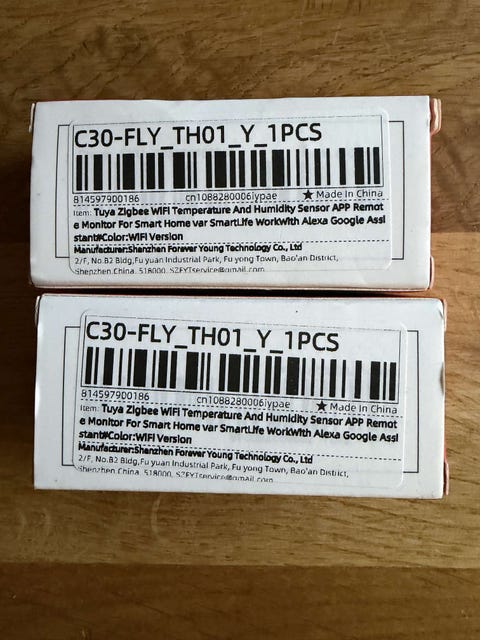 C30-FLY_TH01_Y_1PCS
814597900186 cn1088280006iypae ★ Made In China
Item: Tuya Zigbee WiFi Temperature And Humidity Sensor APP Remot
e Monitor For Smart Home var SmartLife WorkWith Alexa Google Assi
stant#Color:WIFI Version
Manufacturer:Shenzhen Forever Young Technology Co., Ltd
2/F, No.B2 Bldg,Fu yuan Industrial Park, Fu yong Town, Bao'an District,
Shenzhen China, 518000, SZFYTservice@gmail.com
C30-FLY_TH01_Y_1PCS
814597900186 cn1088280006iypae ★ Made In China
Item: Tuya Zigbee WiFi Temperature And Humidity Sensor APP Remot
e Monitor For Smart Home var SmartLife WorkWith Alexa Google Assi
stant#Color:WIFI Version
Manufacturer:Shenzhen Forever Young Technology Co., Ltd
2/F, No.B2 Bldg,Fu yuan Industrial Park, Fu yong Town, Bao'an District,
Shenzhen China, 518000, SZFYTservice@gmail.com